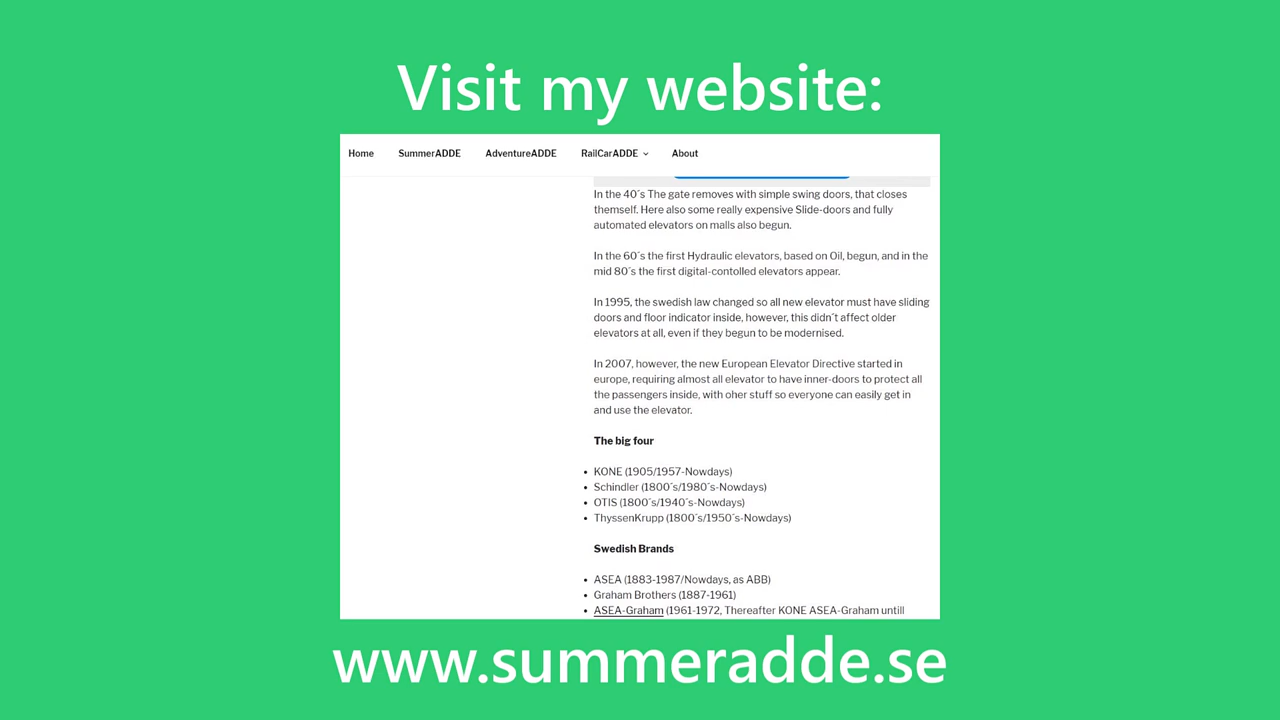 Visit my website:
Home SummerADDE AdventureADDE RailCarADDE About
In the 40´s The gate removes with simple swing doors, that closes
themself. Here also some really expensive Slide-doors and fully
automated elevators on malls also begun.
In the 60´s the first Hydraulic elevators, based on Oil, begun, and in the
mid 80´s the first digital-contolled elevators appear.
In 1995, the swedish law changed so all new elevator must have sliding
doors and floor indicator inside, however, this didn´t affect older
elevators at all, even if they begun to be modernised.
In 2007, however, the new European Elevator Directive started in
europe, requiring almost all elevator to have inner-doors to protect all
the passengers inside, with oher stuff so everyone can easily get in
and use the elevator.
The big four
• KONE (1905/1957-Nowdays)
• Schindler (1800´s/1980´s-Nowdays)
• OTIS (1800´s/1940´s-Nowdays)
• ThyssenKrupp (1800´s/1950´s-Nowdays)
Swedish Brands
• ASEA (1883-1987/Nowdays, as ABB)
• Graham Brothers (1887-1961)
• ASEA-Graham (1961-1972, Thereafter KONE ASEA-Graham untill
www.summeradde.se